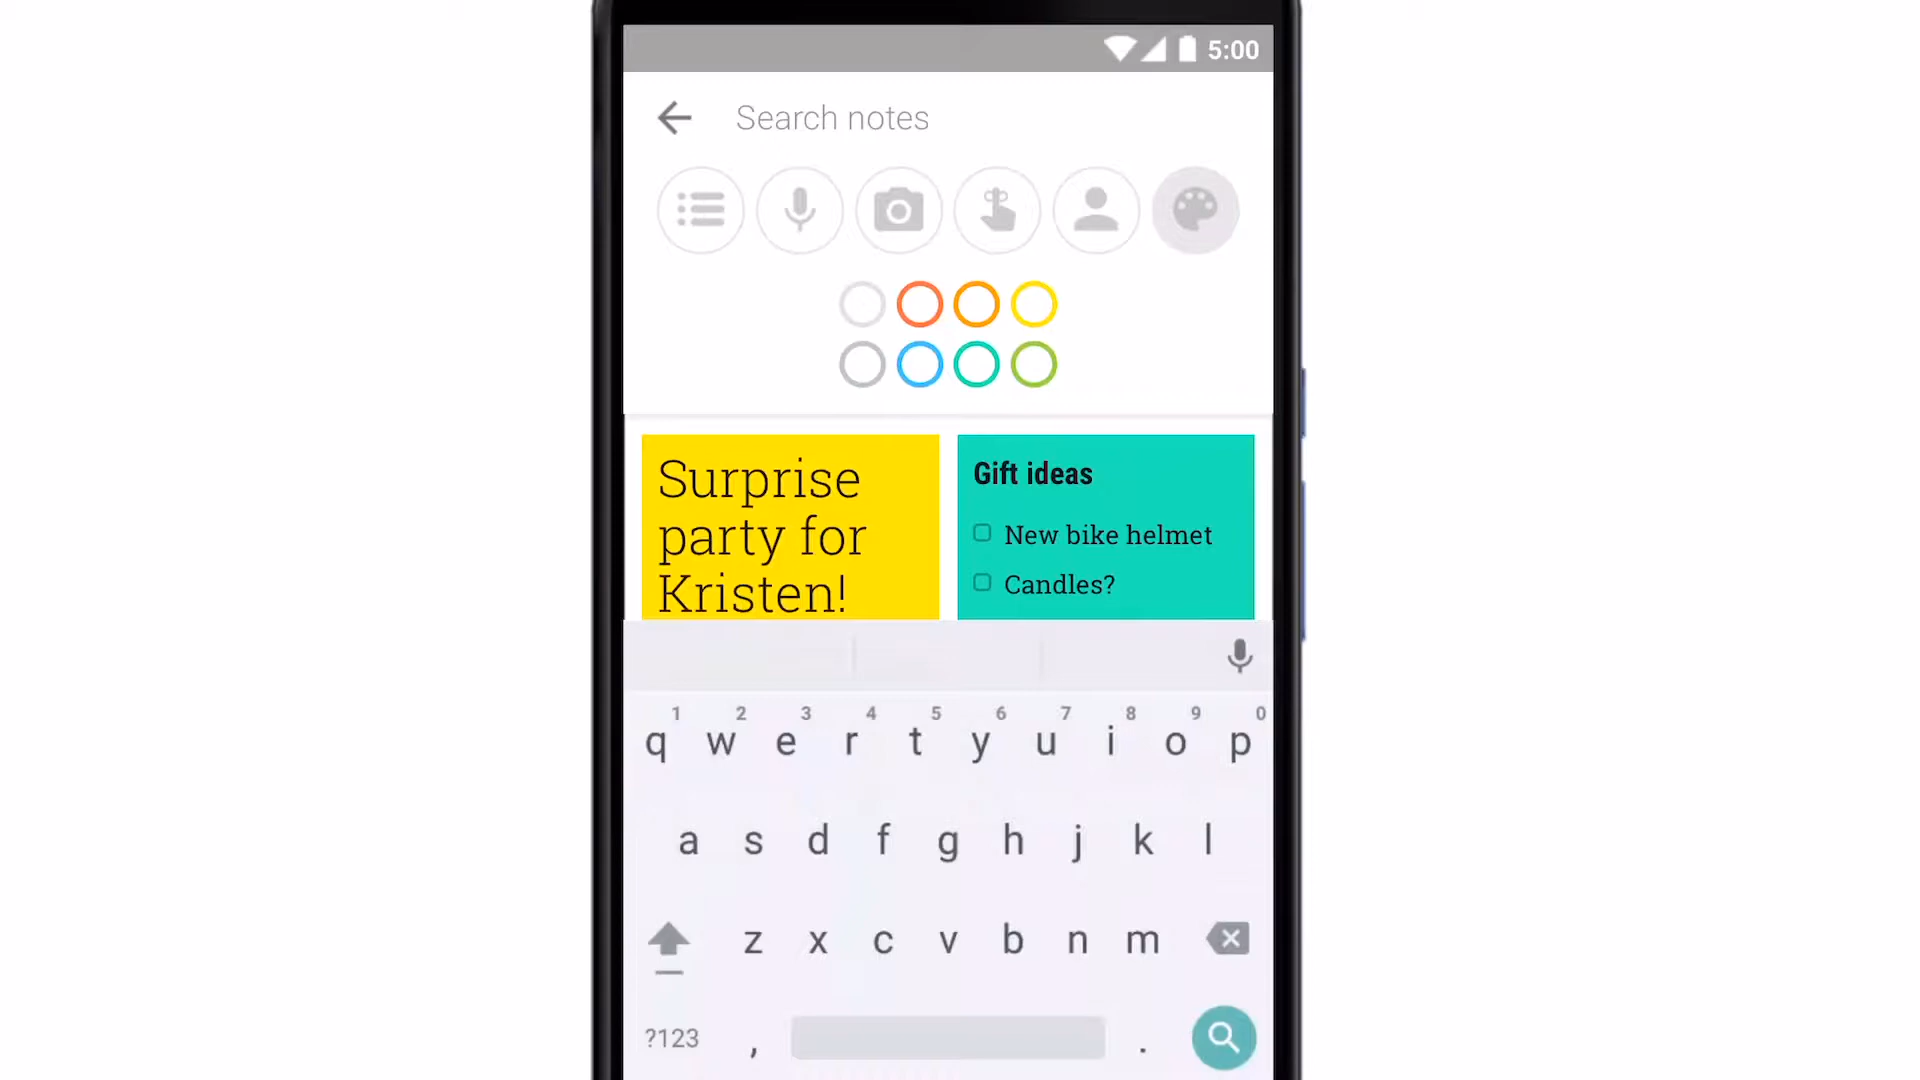 5:00
Search notes
Surprise
party for
Kristen!
Gift ideas
New bike helmet
Candles?
1 2 3 4 5 6 7 8 9 0
q w e r t y u i o p
a s d f g h j k l
z x c v b n m
?123 , .